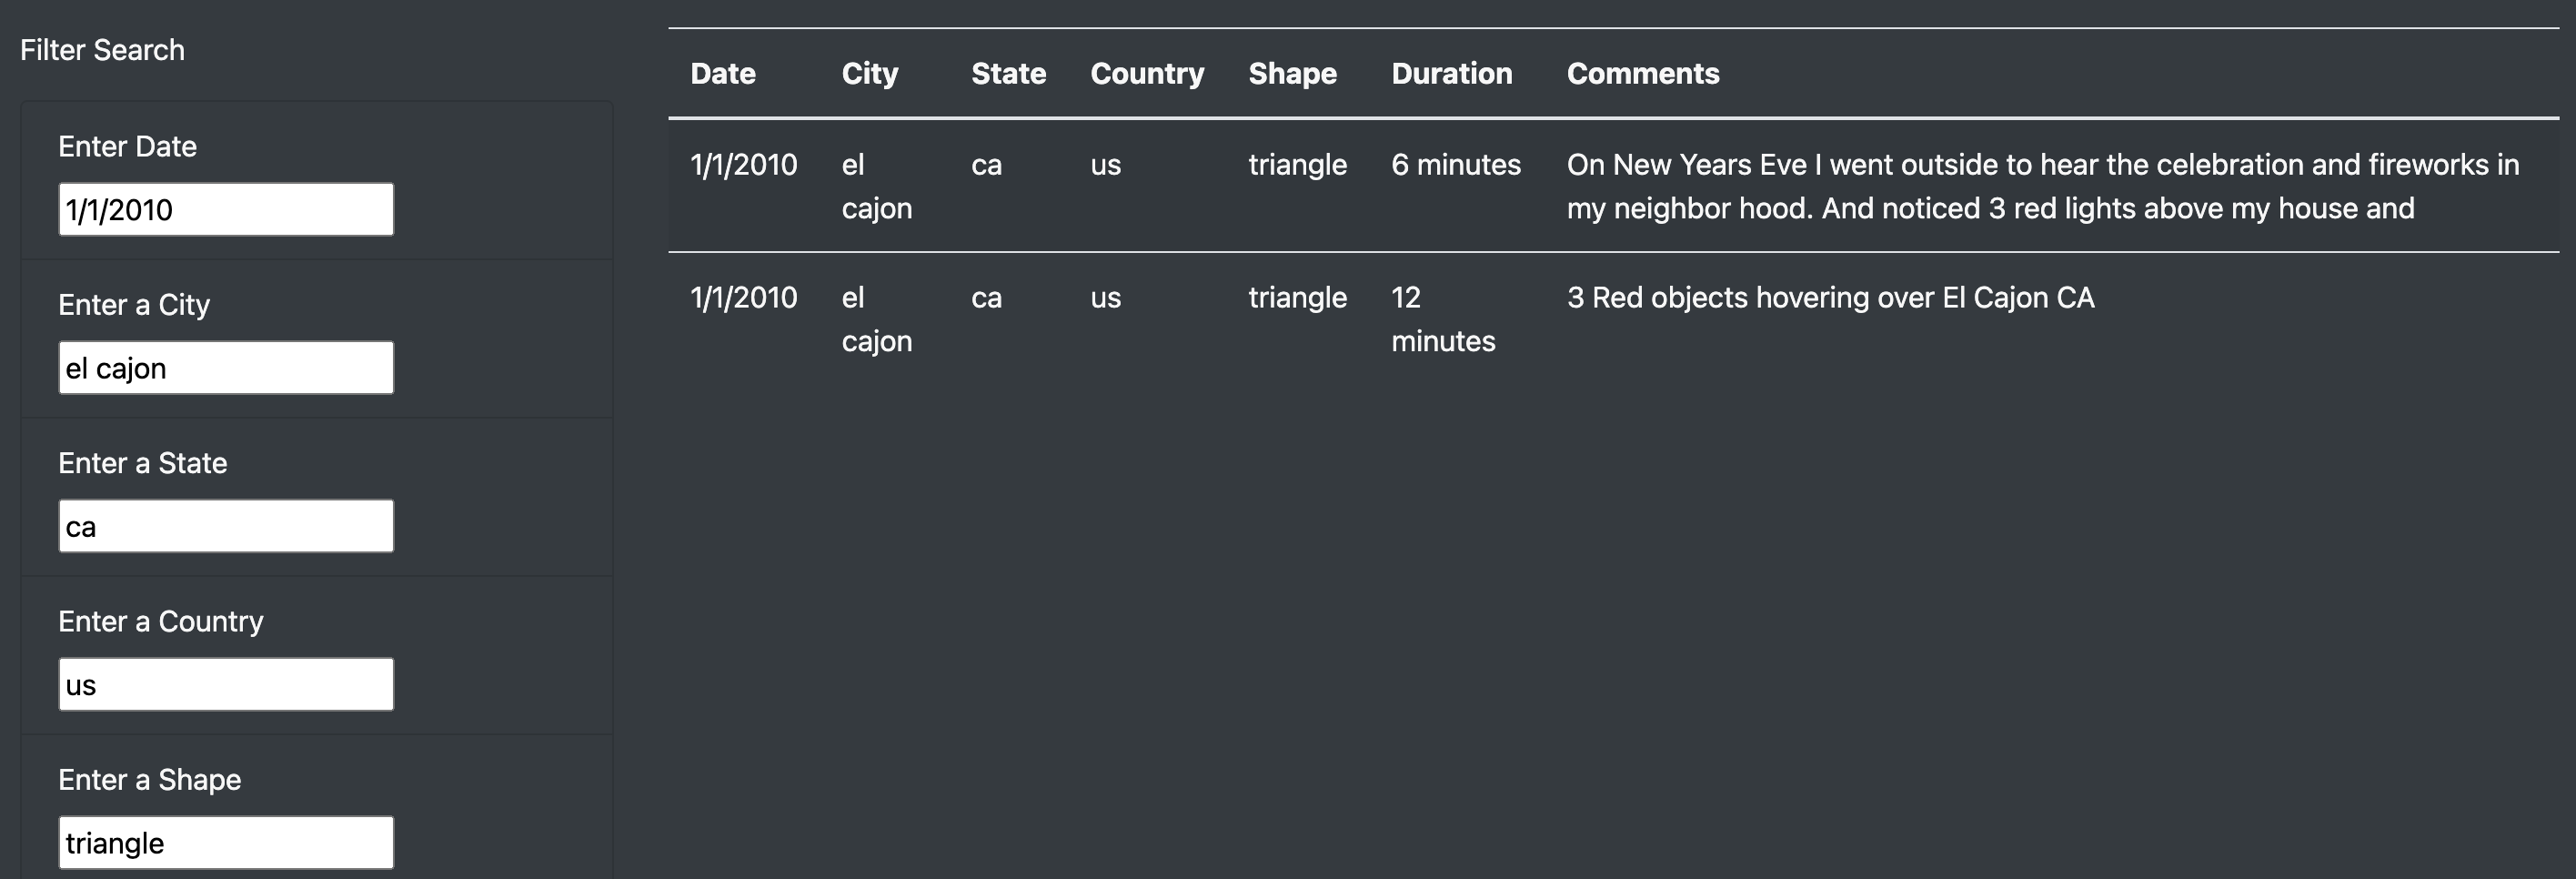 Filter Search
Enter Date
1/1/2010
Enter a City
el cajon
Enter a State
ca
Enter a Country
us
Enter a Shape
triangle
Date City State Country Shape Duration Comments
1/1/2010 el ca us triangle 6 minutes On New Years Eve I went outside to hear the celebration and fireworks in
cajon my neighbor hood. And noticed 3 red lights above my house and
1/1/2010 el ca us triangle 12 3 Red objects hovering over El Cajon CA
cajon minutes